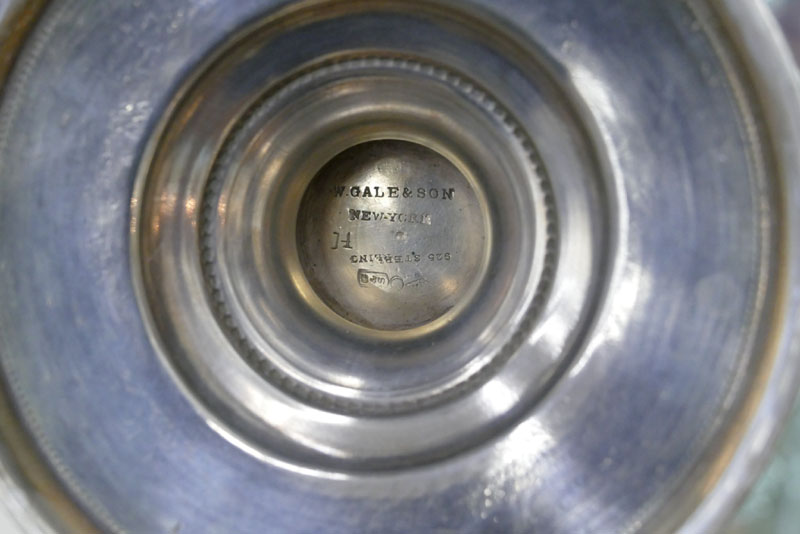 W. GALE & SON
NEW-YORK
925 STERLING